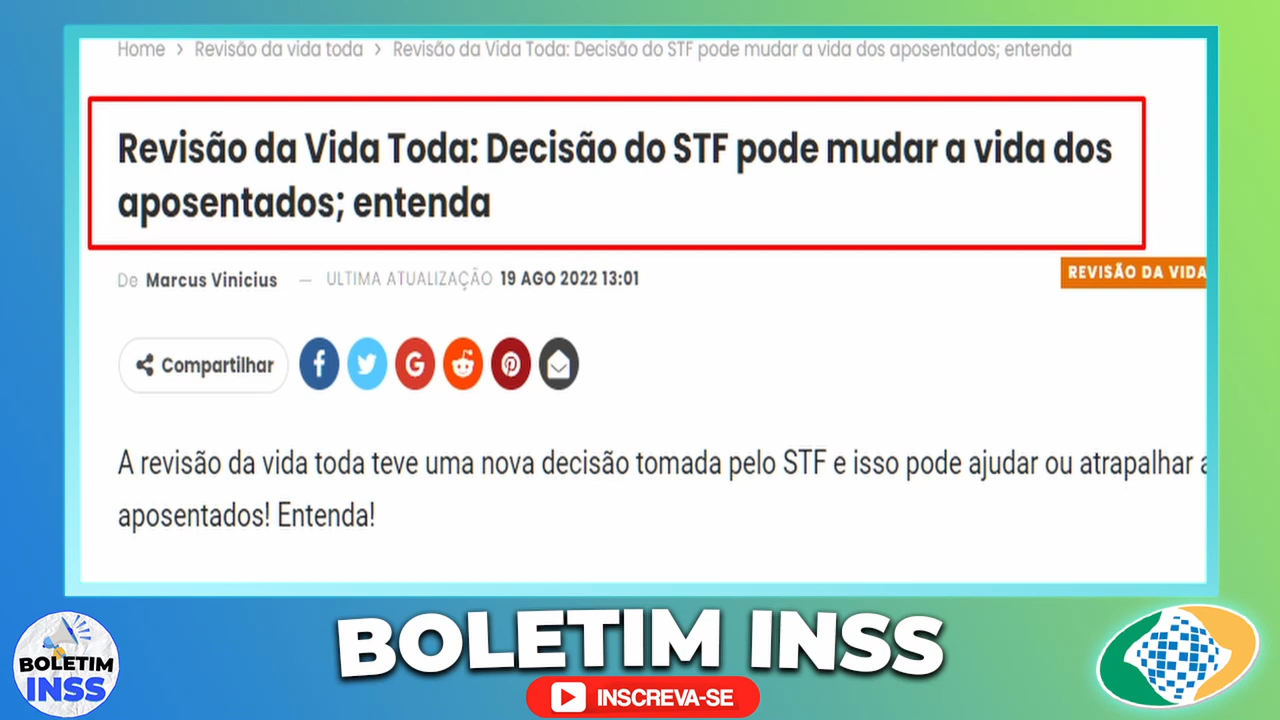 Home > Revisão da vida toda > Revisão da Vida Toda: Decisão do STF pode mudar a vida dos aposentados; entenda
Revisão da Vida Toda: Decisão do STF pode mudar a vida dos
aposentados; entenda
De Marcus Vinicius — ULTIMA ATUALIZAÇÃO 19 AGO 2022 13:01
REVISÃO DA VIDA
Compartilhar
A revisão da vida toda teve uma nova decisão tomada pelo STF e isso pode ajudar ou atrapalhar
aposentados! Entenda!
BOLETIM INSS
INSCREVA-SE
BOLETIM
INSS